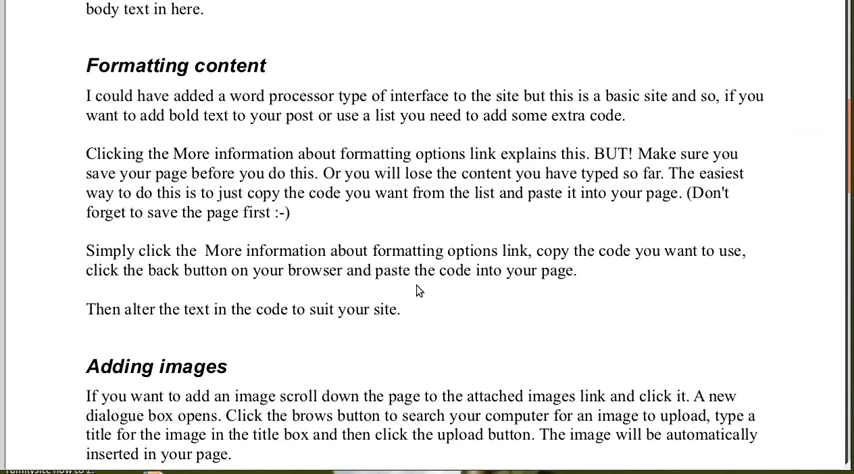 body text in here.
Formatting content
I could have added a word processor type of interface to the site but this is a basic site and so, if you
want to add bold text to your post or use a list you need to add some extra code.
Clicking the More information about formatting options link explains this. BUT! Make sure you
save your page before you do this. Or you will lose the content you have typed so far. The easiest
way to do this is to just copy the code you want from the list and paste it into your page. (Don't
forget to save the page first :-)
Simply click the  More information about formatting options link, copy the code you want to use,
click the back button on your browser and paste the code into your page.
Then alter the text in the code to suit your site.
Adding images
If you want to add an image scroll down the page to the attached images link and click it. A new
dialogue box opens. Click the brows button to search your computer for an image to upload, type a
title for the image in the title box and then click the upload button. The image will be automatically
inserted in your page.